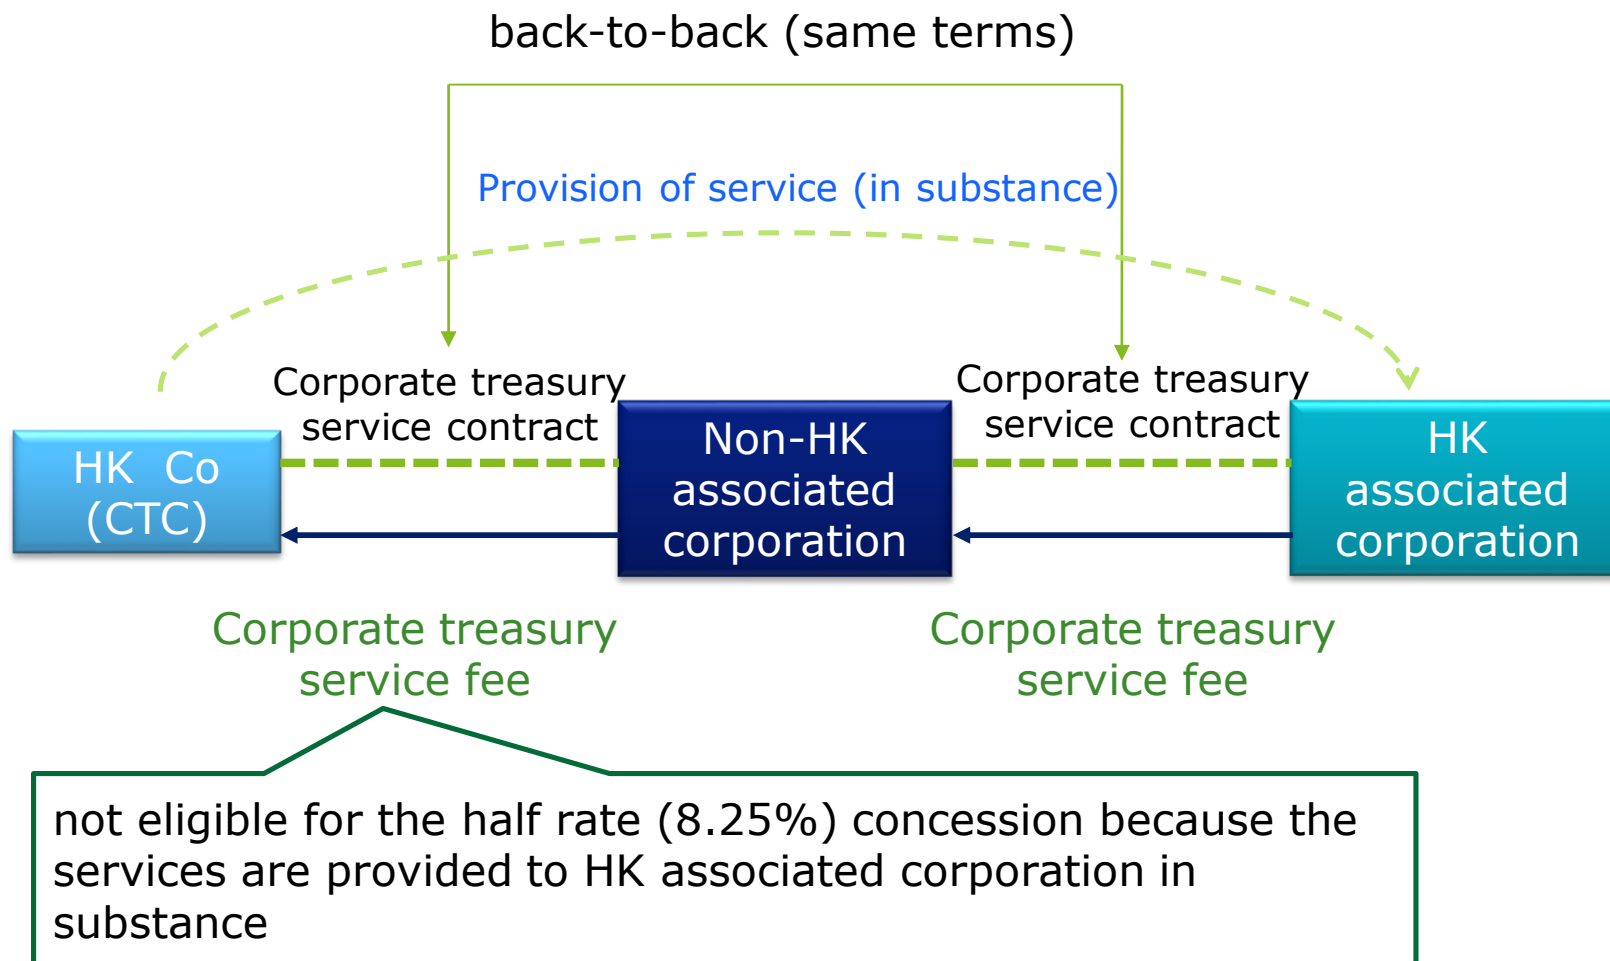 back-to-back (same terms)
Provision of service (in substance)
Corporate treasury
service contract
Corporate treasury
service contract
HK Co
(CTC)
Non-HK
associated
corporation
HK
associated
corporation
Corporate treasury
service fee
Corporate treasury
service fee
not eligible for the half rate (8.25%) concession because the
services are provided to HK associated corporation in
substance